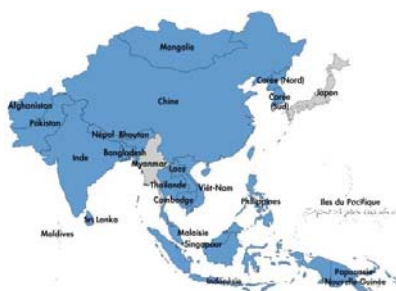 Mongolie
Corée (Nord)
Chine
Japon
Corée
(Sud)
Afghanistan
Pakistan
Népal
Bhoutan
Inde
Bangladesh
Myanmar
Laos
Thaïlande
Viêt-Nam
Philippines
Iles du Pacifique
Cambodge
Sri Lanka
Maldives
Malaisie
Singapour
Indonésie
Papouasie-
Nouvelle Guinée